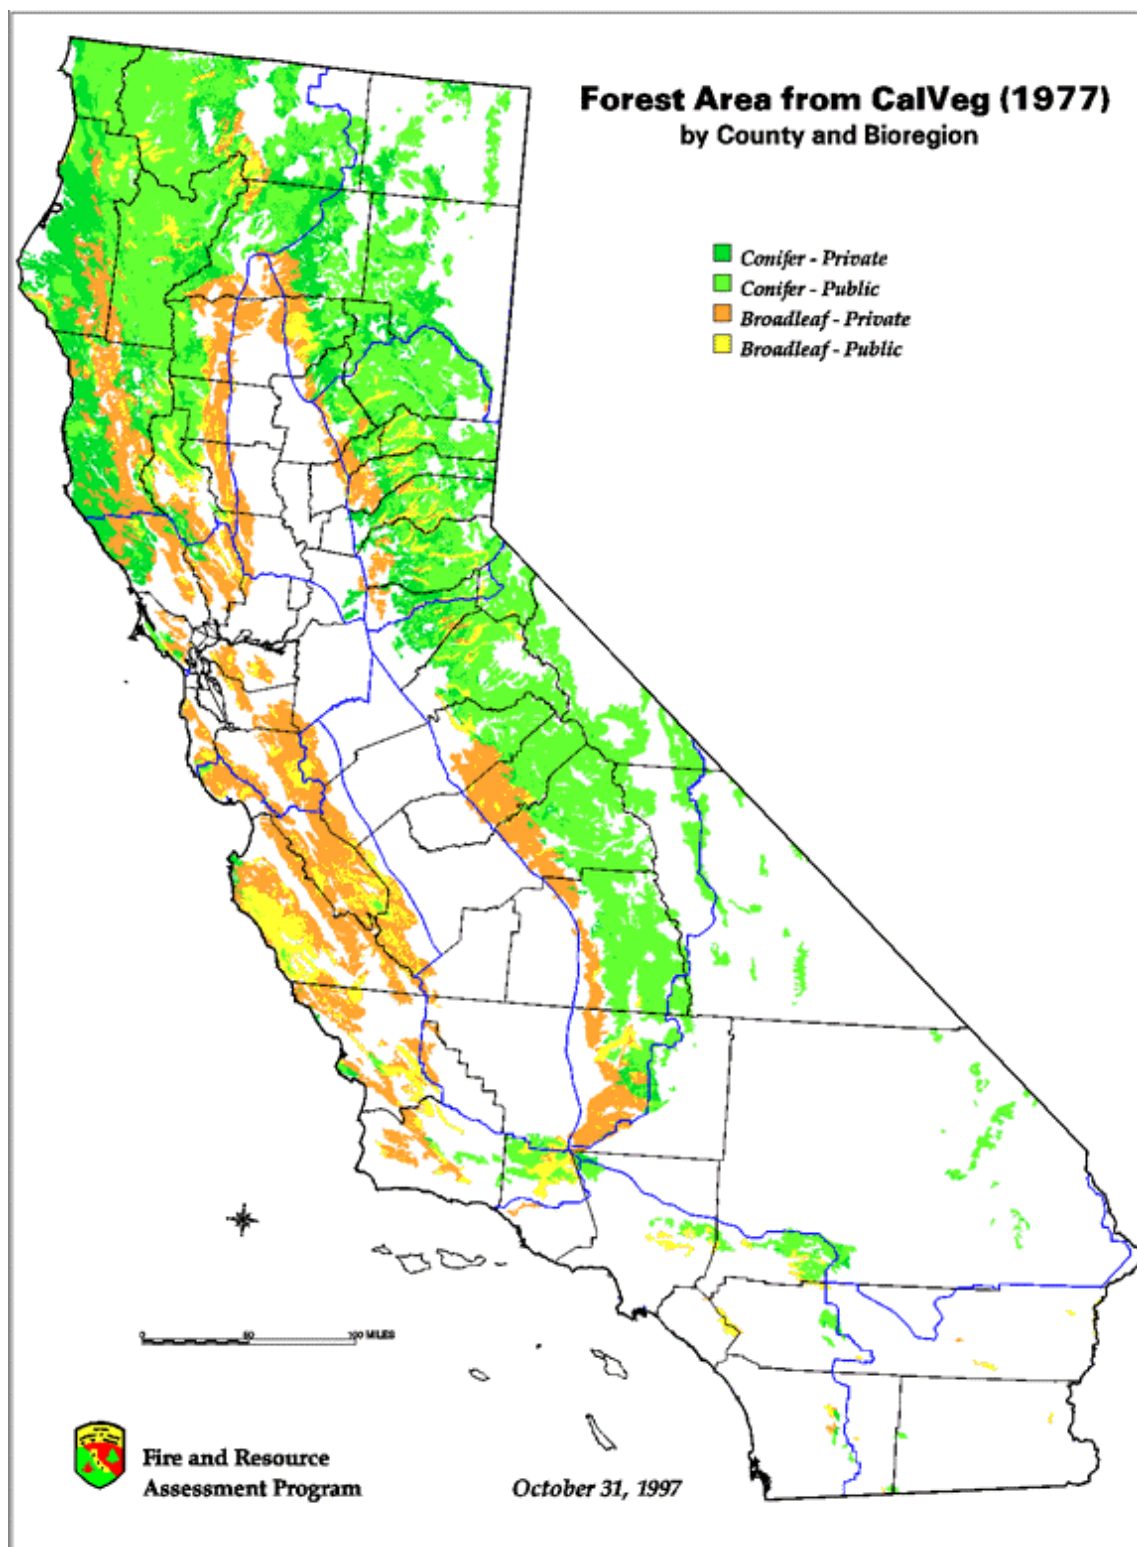 Forest Area from CalVeg (1977)
by County and Bioregion
Conifer - Private
Conifer - Public
Broadleaf - Private
Broadleaf - Public
0 50 100 MILES
Fire and Resource
Assessment Program
October 31, 1997